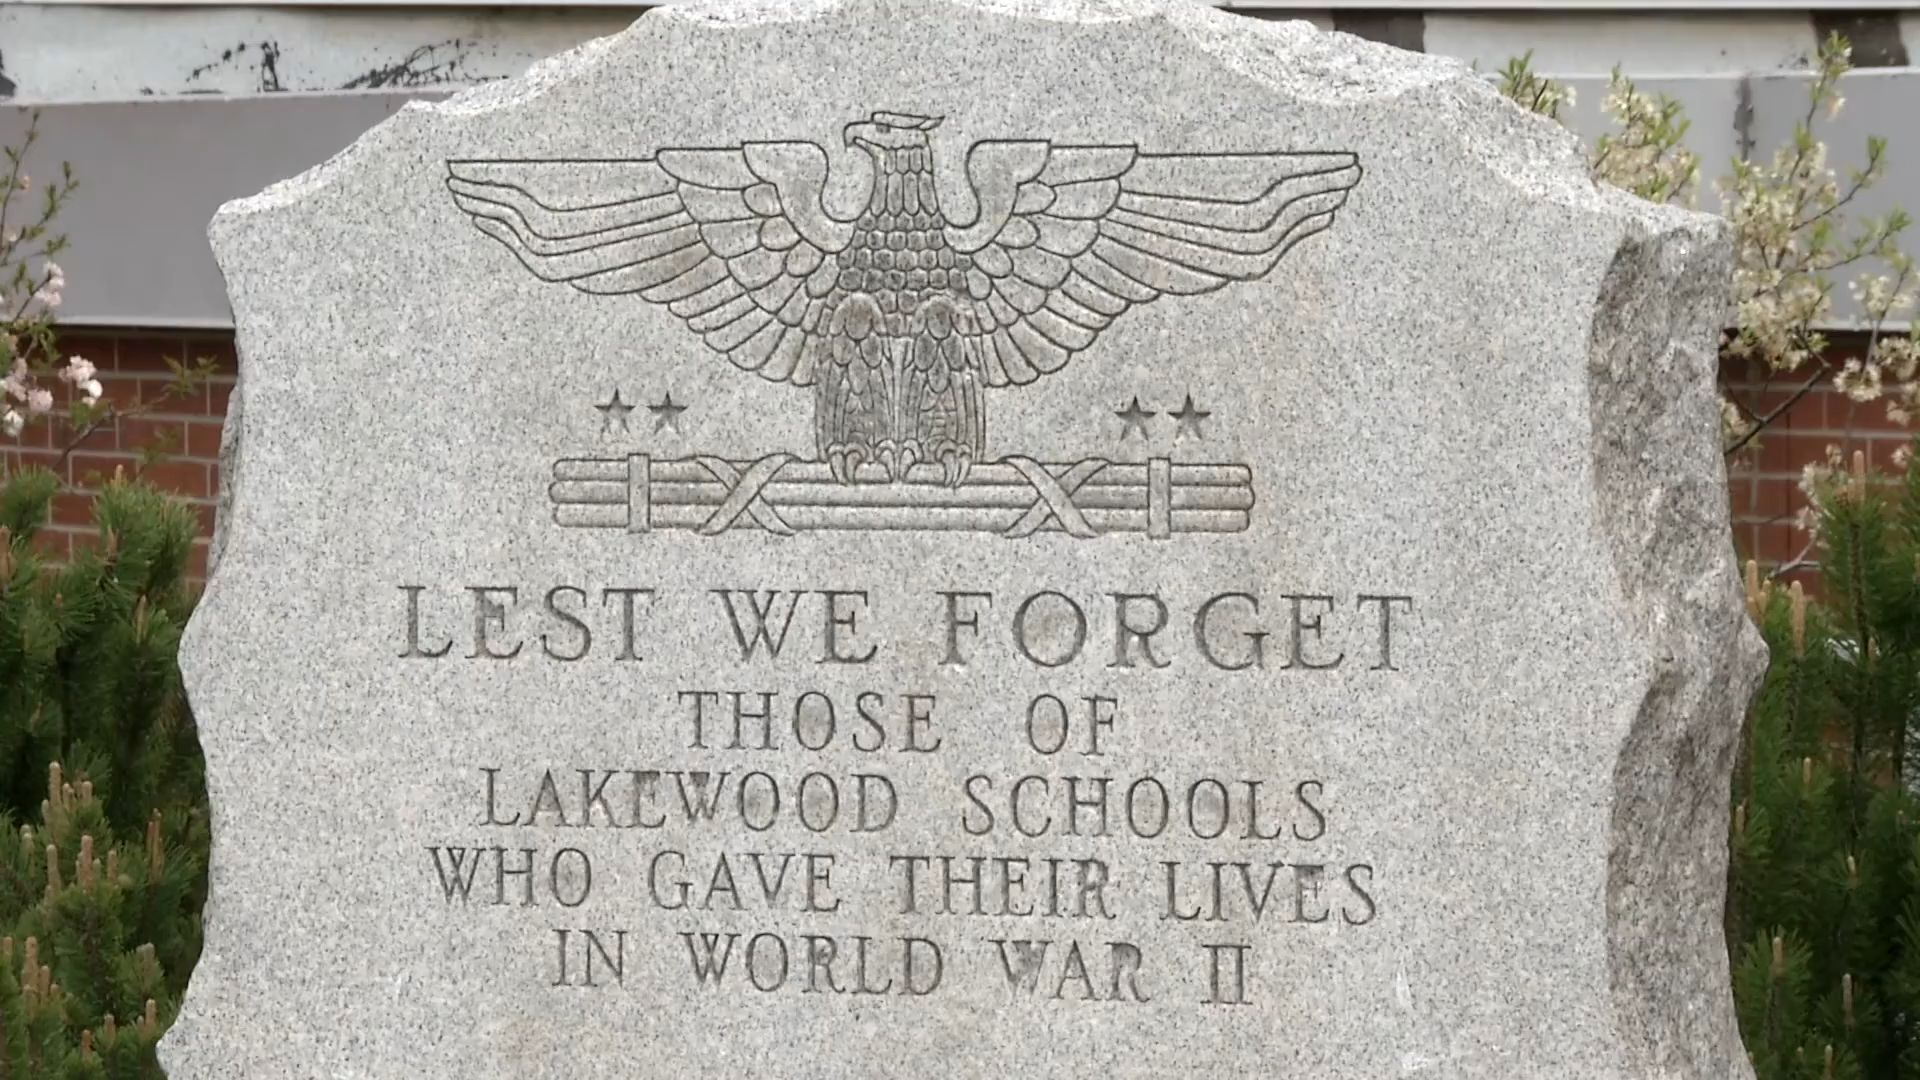 LEST WE FORGET
THOSE OF
LAKEWOOD SCHOOLS
WHO GAVE THEIR LIVES
IN WORLD WAR II